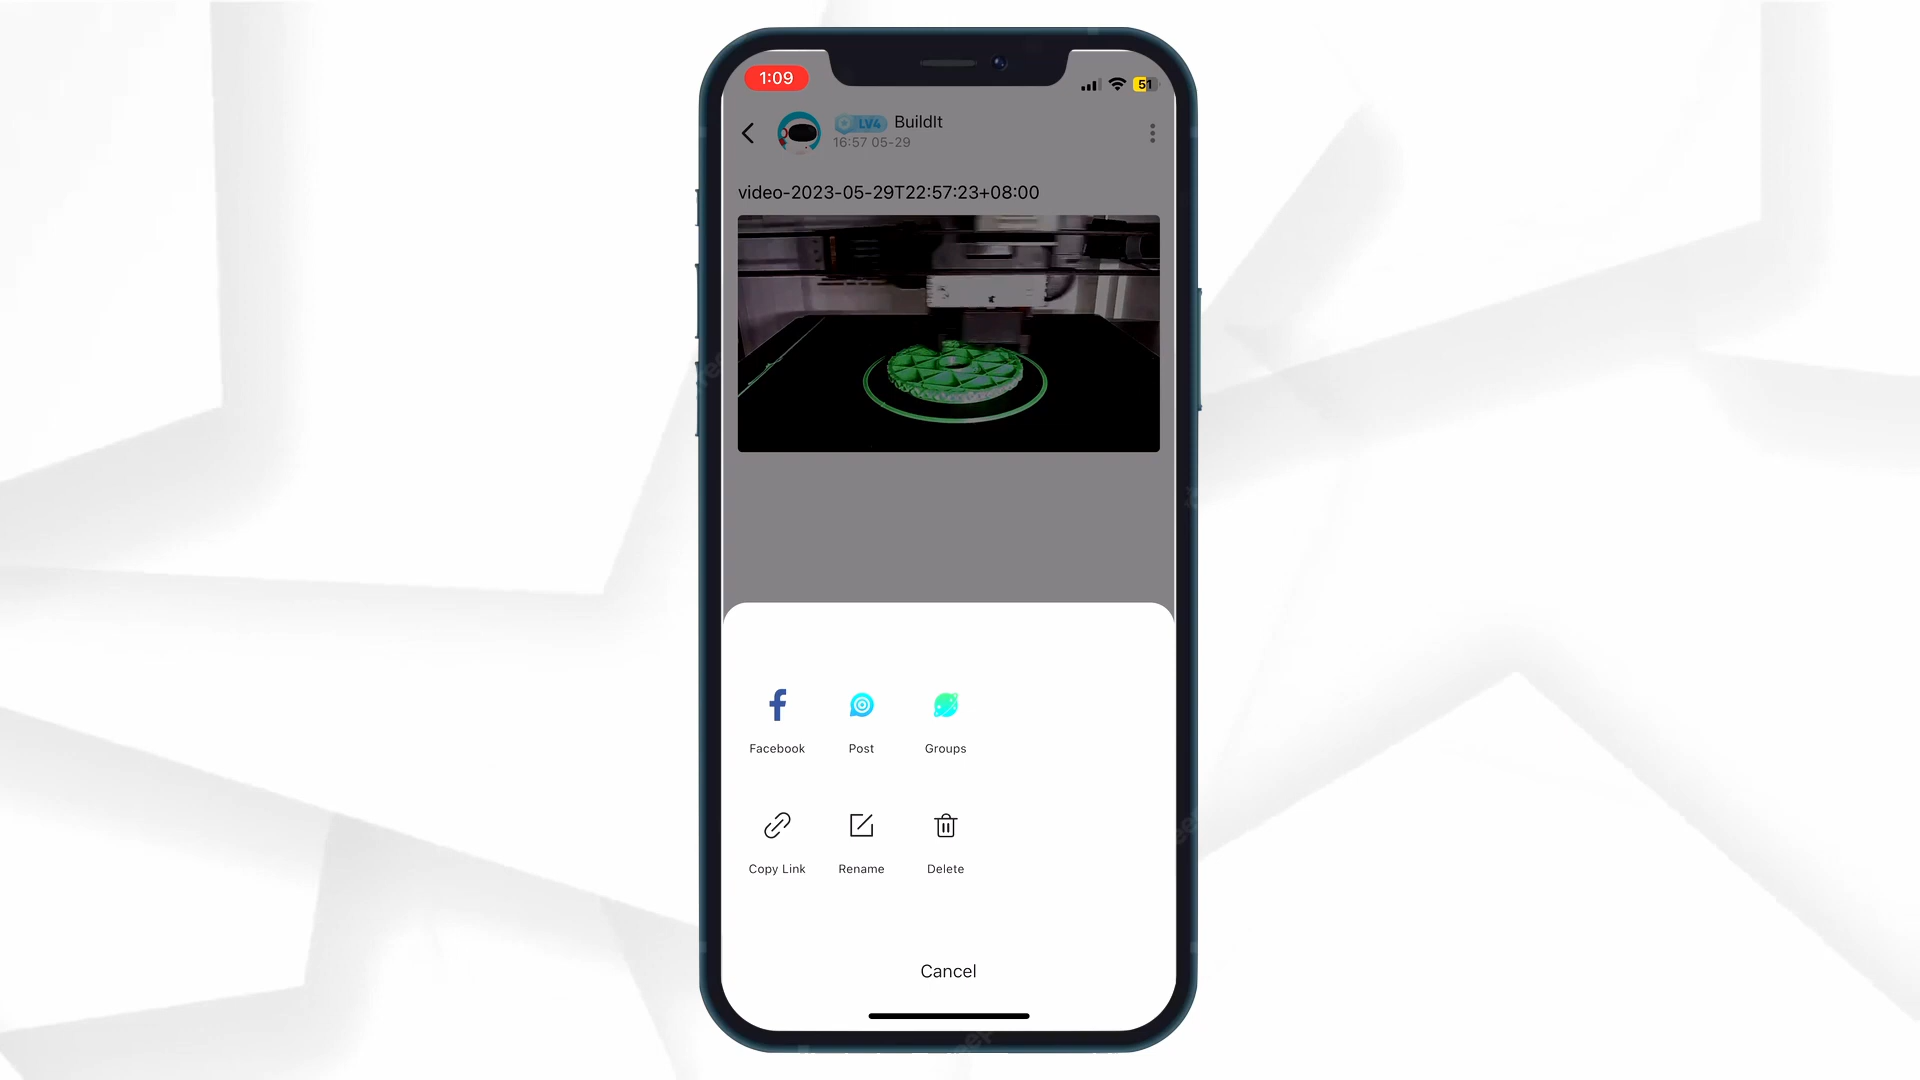 1:09
51
LV4 BuildIt
16:57 05-29
video-2023-05-29T22:57:23+08:00
Facebook Post Groups
Copy Link Rename Delete
Cancel